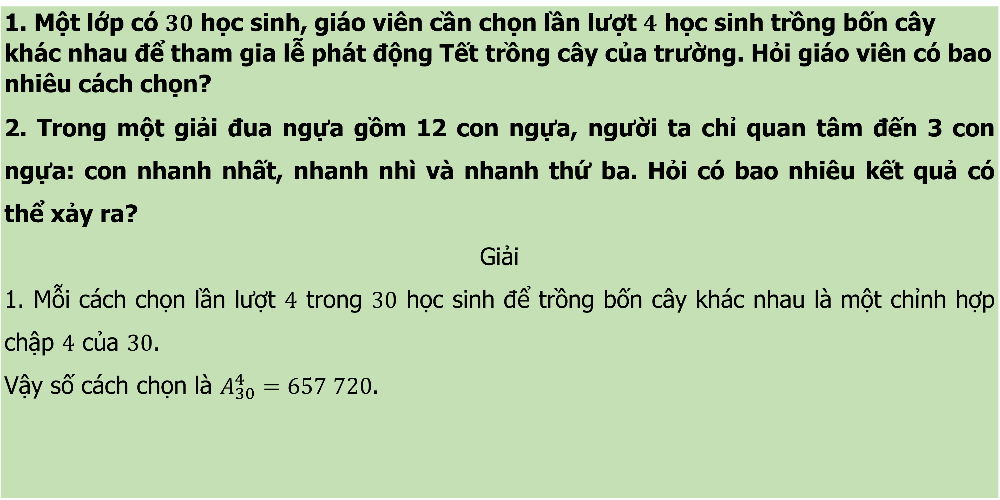 1. Một lớp có 30 học sinh, giáo viên cần chọn lần lượt 4 học sinh trồng bốn cây
khác nhau để tham gia lễ phát động Tết trồng cây của trường. Hỏi giáo viên có bao
nhiêu cách chọn?
2. Trong một giải đua ngựa gồm 12 con ngựa, người ta chỉ quan tâm đến 3 con
ngựa: con nhanh nhất, nhanh nhì và nhanh thứ ba. Hỏi có bao nhiêu kết quả có
thể xảy ra?
Giải
1. Mỗi cách chọn lần lượt 4 trong 30 học sinh để trồng bốn cây khác nhau là một chỉnh hợp
chập 4 của 30.
Vậy số cách chọn là $A_{30}^{4} = 657 720$.